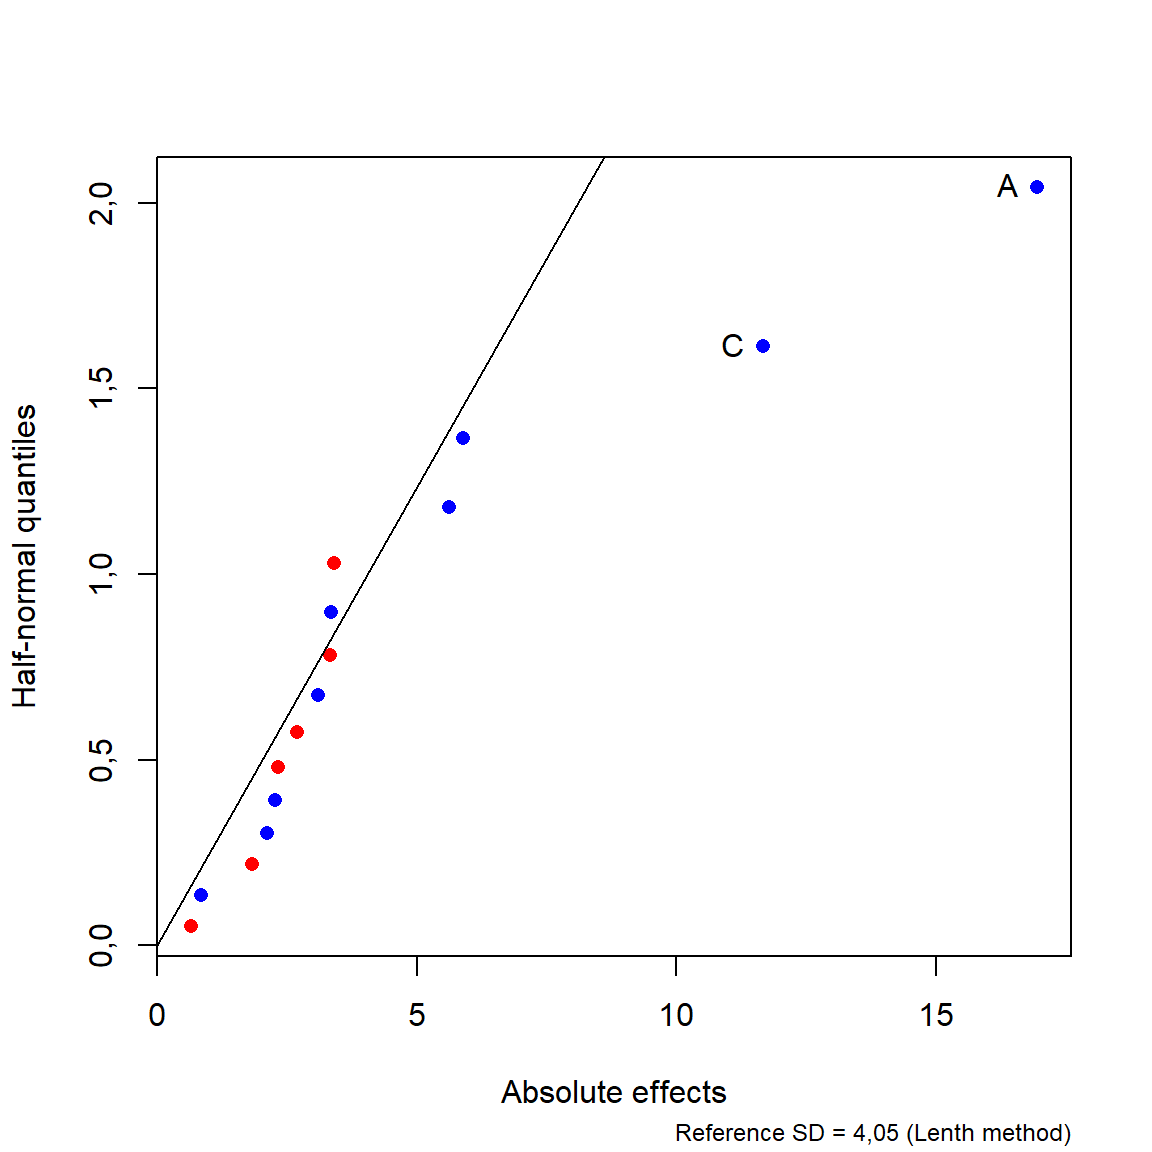 A
C
Half-normal quantiles
2,0
1,5
1,0
0,5
0,0
0 5 10 15
Absolute effects
Reference SD = 4,05 (Lenth method)